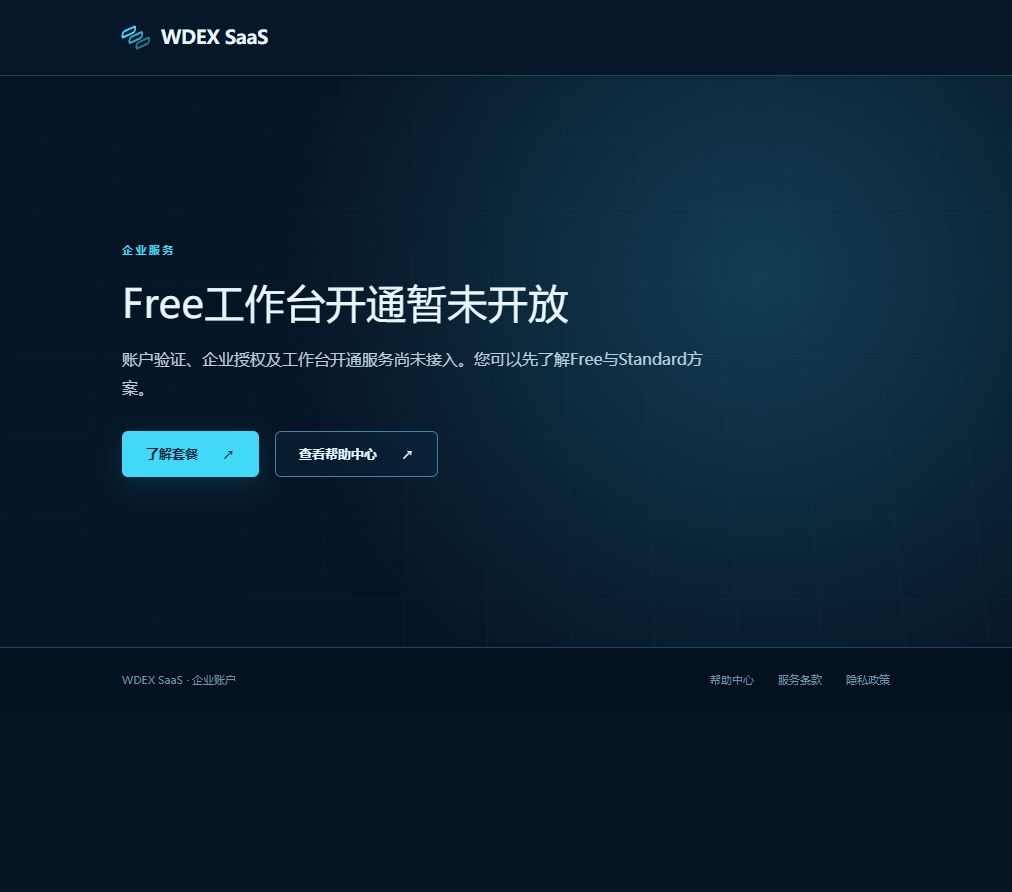 WDEX SaaS
企业服务
Free工作台开通暂未开放
账户验证、企业授权及工作台开通服务尚未接入。您可以先了解Free与Standard方
案。
了解套餐 ↗
查看帮助中心 ↗
WDEX SaaS · 企业账户
帮助中心 服务条款 隐私政策